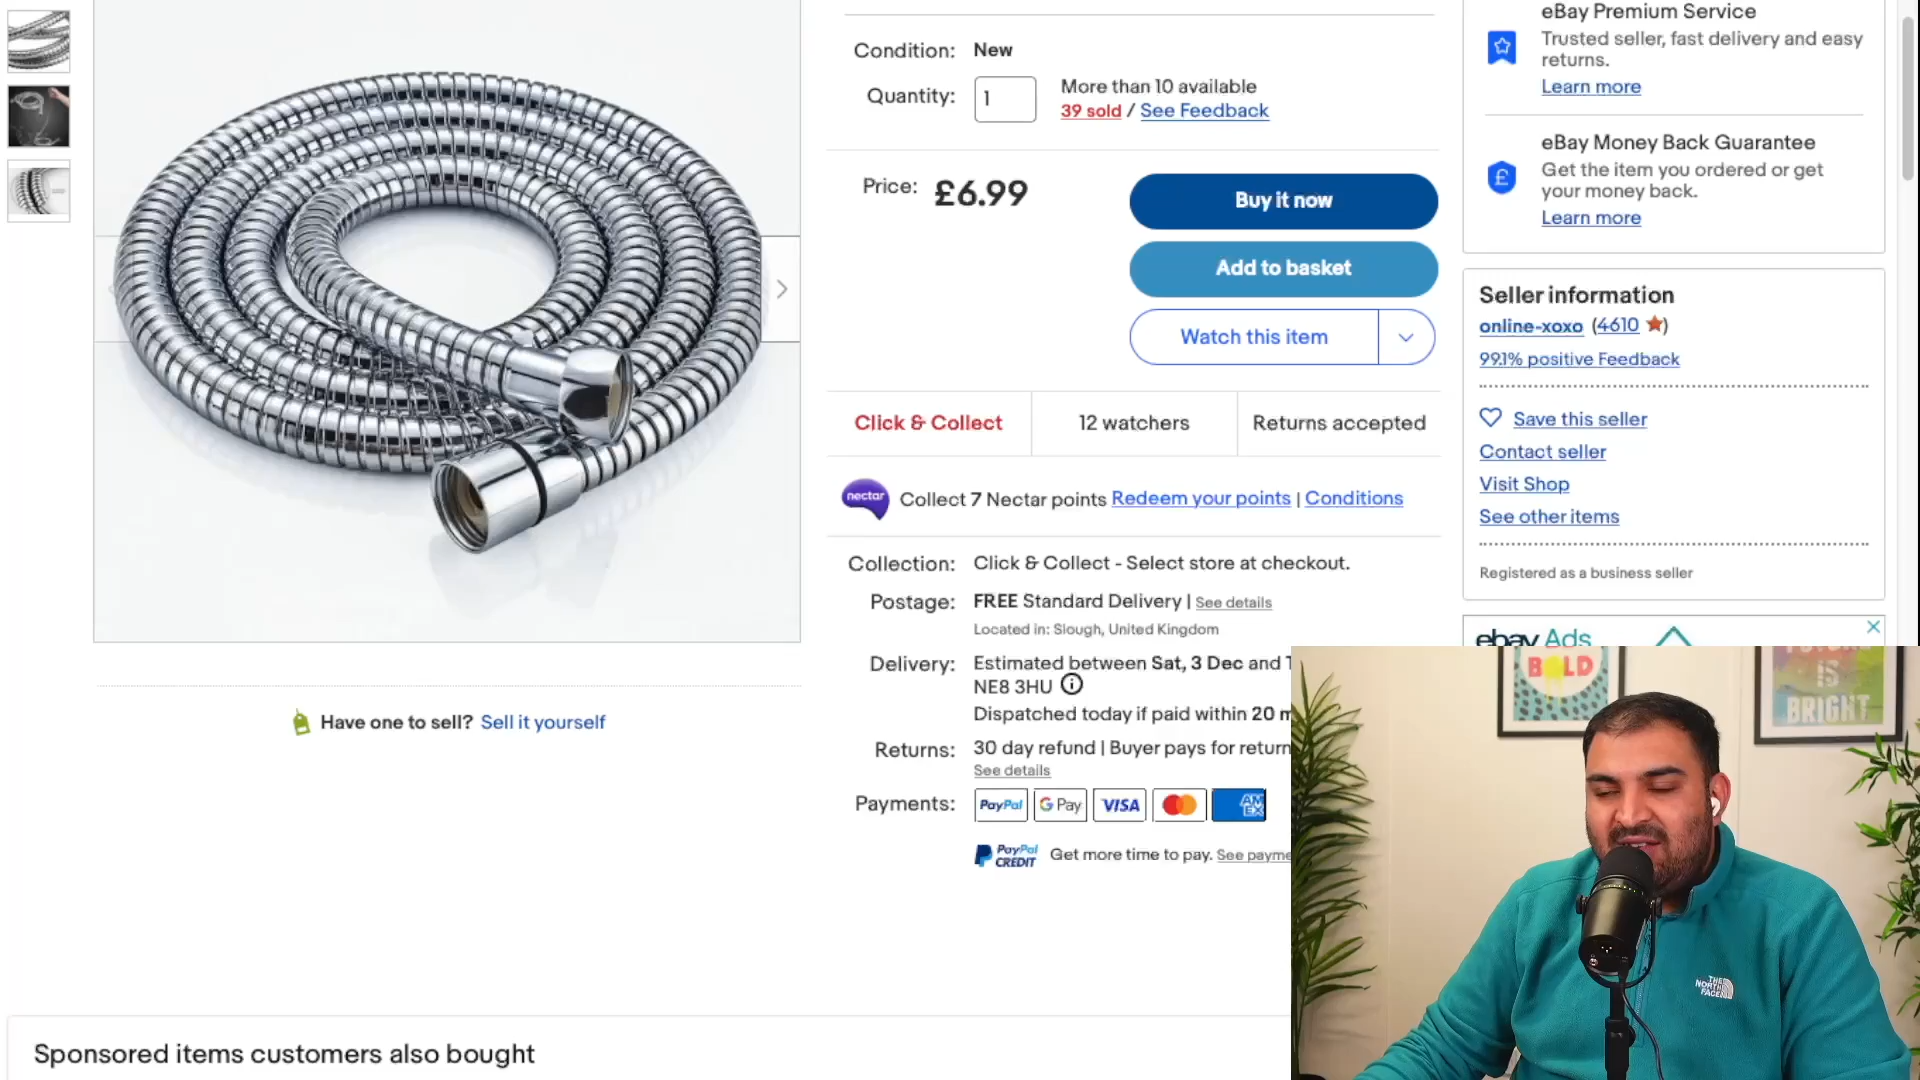 Condition: New
Quantity: 1
More than 10 available
39 sold / See Feedback
Price: £6.99
Buy it now
Add to basket
Watch this item
Click & Collect
12 watchers
Returns accepted
nectar Collect 7 Nectar points Redeem your points | Conditions
Collection: Click & Collect - Select store at checkout.
Postage: FREE Standard Delivery | See details
Located in: Slough, United Kingdom
Delivery: Estimated between Sat, 3 Dec and
NE8 3HU
Dispatched today if paid within 20
Returns: 30 day refund | Buyer pays for return
See details
Payments: PayPal G Pay VISA AM EX
PayPal CREDIT Get more time to pay. See
Have one to sell? Sell it yourself
Sponsored items customers also bought
eBay Premium Service
Trusted seller, fast delivery and easy
returns.
Learn more
eBay Money Back Guarantee
Get the item you ordered or get
your money back.
Learn more
Seller information
online-xoxo (4610)
99.1% positive Feedback
Save this seller
Contact seller
Visit Shop
See other items
Registered as a business seller
ebay Ads
BOLD
IS
BRIGHT
THE
NORTH
FACE